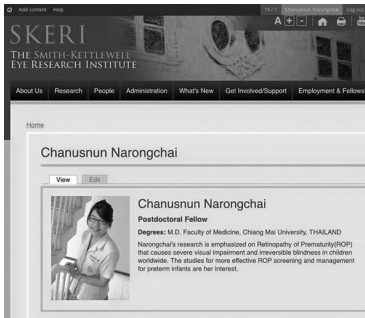 Add content Help 19 / 1 Chanusnun Narongchai Log out
A + -
SKERI
THE SMITH-KETTLEWELL
EYE RESEARCH INSTITUTE
About Us Research People Administration What's New Get Involved/Support Employment & Fellows
Home
Chanusnun Narongchai
View Edit
Chanusnun Narongchai
Postdoctoral Fellow
Degrees: M.D. Faculty of Medicine, Chiang Mai University, THAILAND
Narongchai's research is emphasized on Retinopathy of Prematurity(ROP)
that causes severe visual impairment and irreversible blindness in children
worldwide. The studies for more effective ROP screening and management
for preterm infants are her interest.